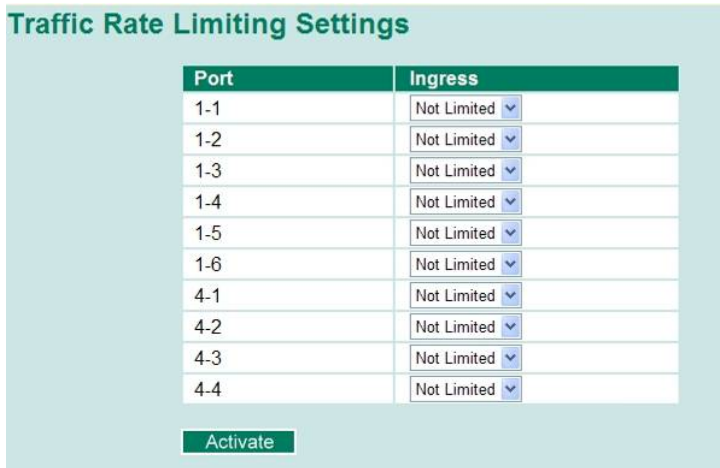 Traffic Rate Limiting Settings
Port Ingress
1-1 Not Limited
1-2 Not Limited
1-3 Not Limited
1-4 Not Limited
1-5 Not Limited
1-6 Not Limited
4-1 Not Limited
4-2 Not Limited
4-3 Not Limited
4-4 Not Limited
Activate